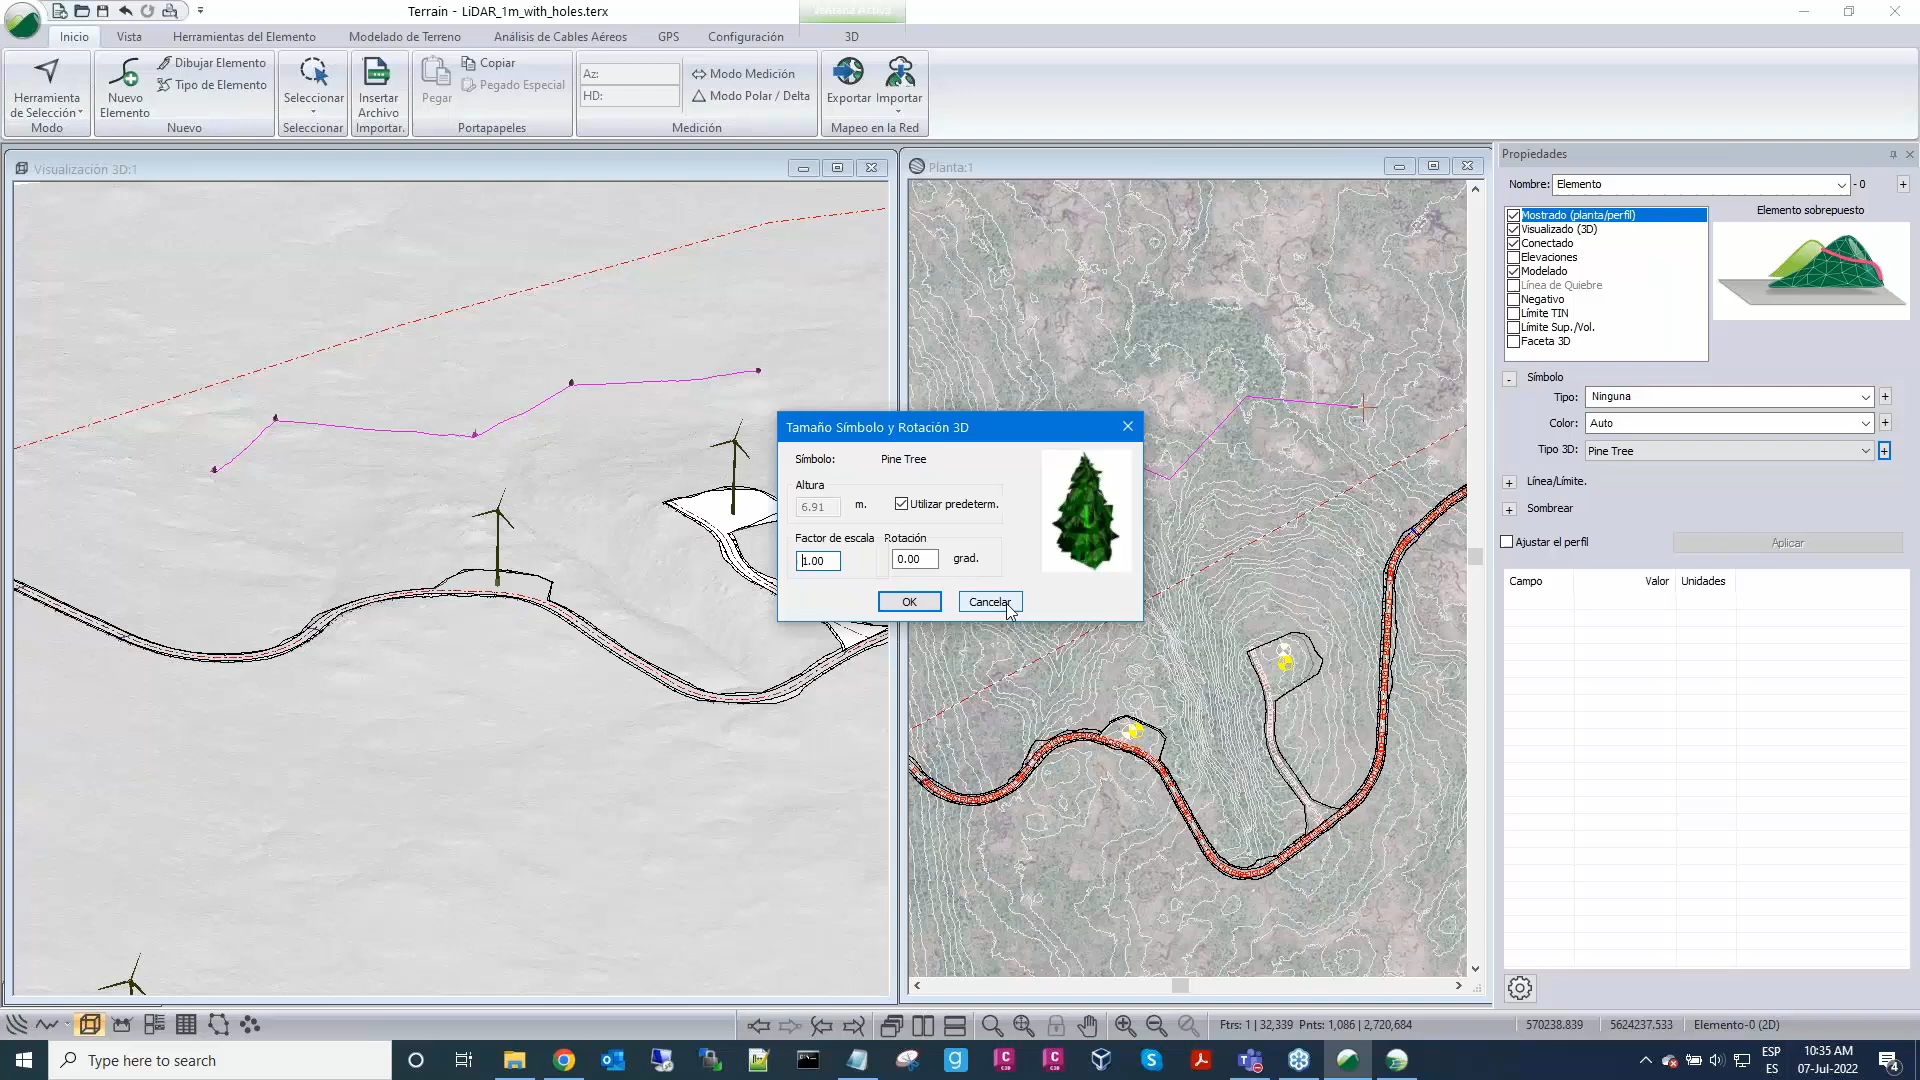 Terrain - LiDAR_1m_with_holes.terx
Ventana Activa
Inicio
Vista
Herramientas del Elemento
Modelado de Terreno
Análisis de Cables Aéreos
GPS
Configuración
3D
Herramienta de Selección
Modo
Nuevo Elemento
Dibujar Elemento
Tipo de Elemento
Nuevo
Seleccionar
Seleccionar
Insertar Archivo
Importar.
Pegar
Copiar
Pegado Especial
Portapapeles
Az:
HD:
Modo Medición
Modo Polar / Delta
Medición
Exportar
Importar
Mapeo en la Red
Visualización 3D:1
Planta:1
Tamaño Símbolo y Rotación 3D
Símbolo: Pine Tree
Altura
6.91 m.
Utilizar predeterm.
Factor de escala
1.00
Rotación
0.00 grad.
OK
Cancelar
Propiedades
Nombre: Elemento - 0 +
Mostrado (planta/perfil)
Visualizado (3D)
Conectado
Elevaciones
Modelado
Línea de Quiebre
Negativo
Límite TIN
Límite Sup./Vol.
Faceta 3D
Elemento sobrepuesto
- Símbolo
Tipo: Ninguna +
Color: Auto +
Tipo 3D: Pine Tree +
+ Línea/Límite.
+ Sombrear
Ajustar el perfil
Aplicar
Campo Valor Unidades
Ftrs: 1 | 32,339 Pnts: 1,086 | 2,720,684
570238.839
5624237.533
Elemento-0 (2D)
Type here to search
ESP
ES
10:35 AM
07-Jul-2022
4